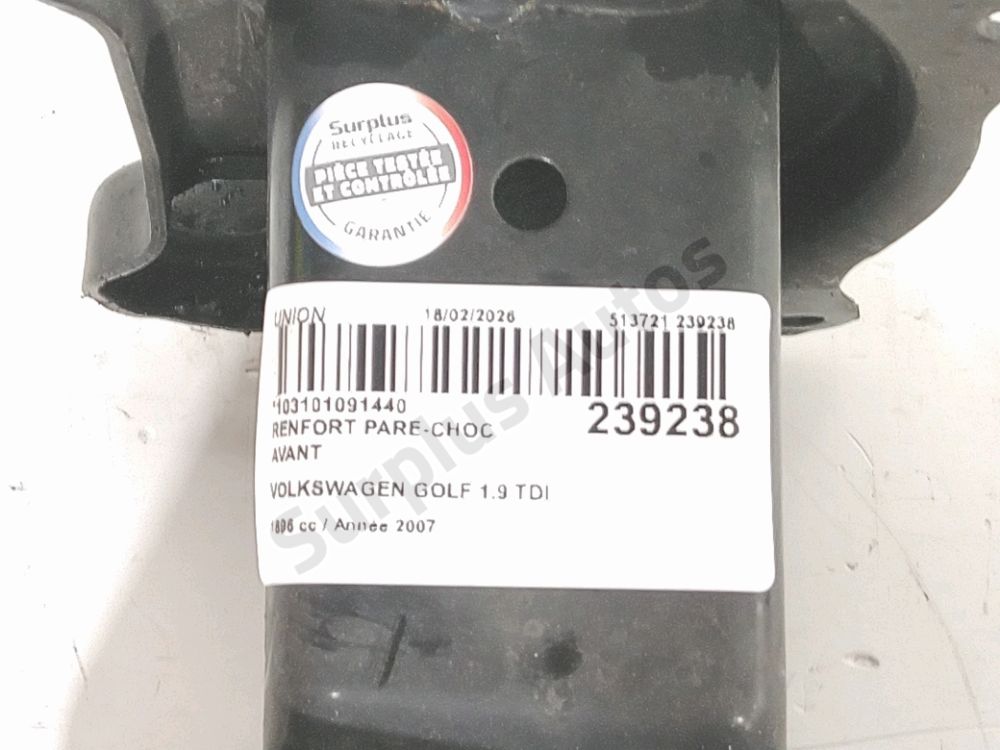 Surplus
RECYCLAGE
PIÈCE TESTÉE
ET CONTRÔLÉE
GARANTIE
UNION 18/02/2026 513721 239238
103101091440
239238
RENFORT PARE-CHOC
AVANT
VOLKSWAGEN GOLF 1.9 TDI
1896 cc / Année 2007
Surplus Autos